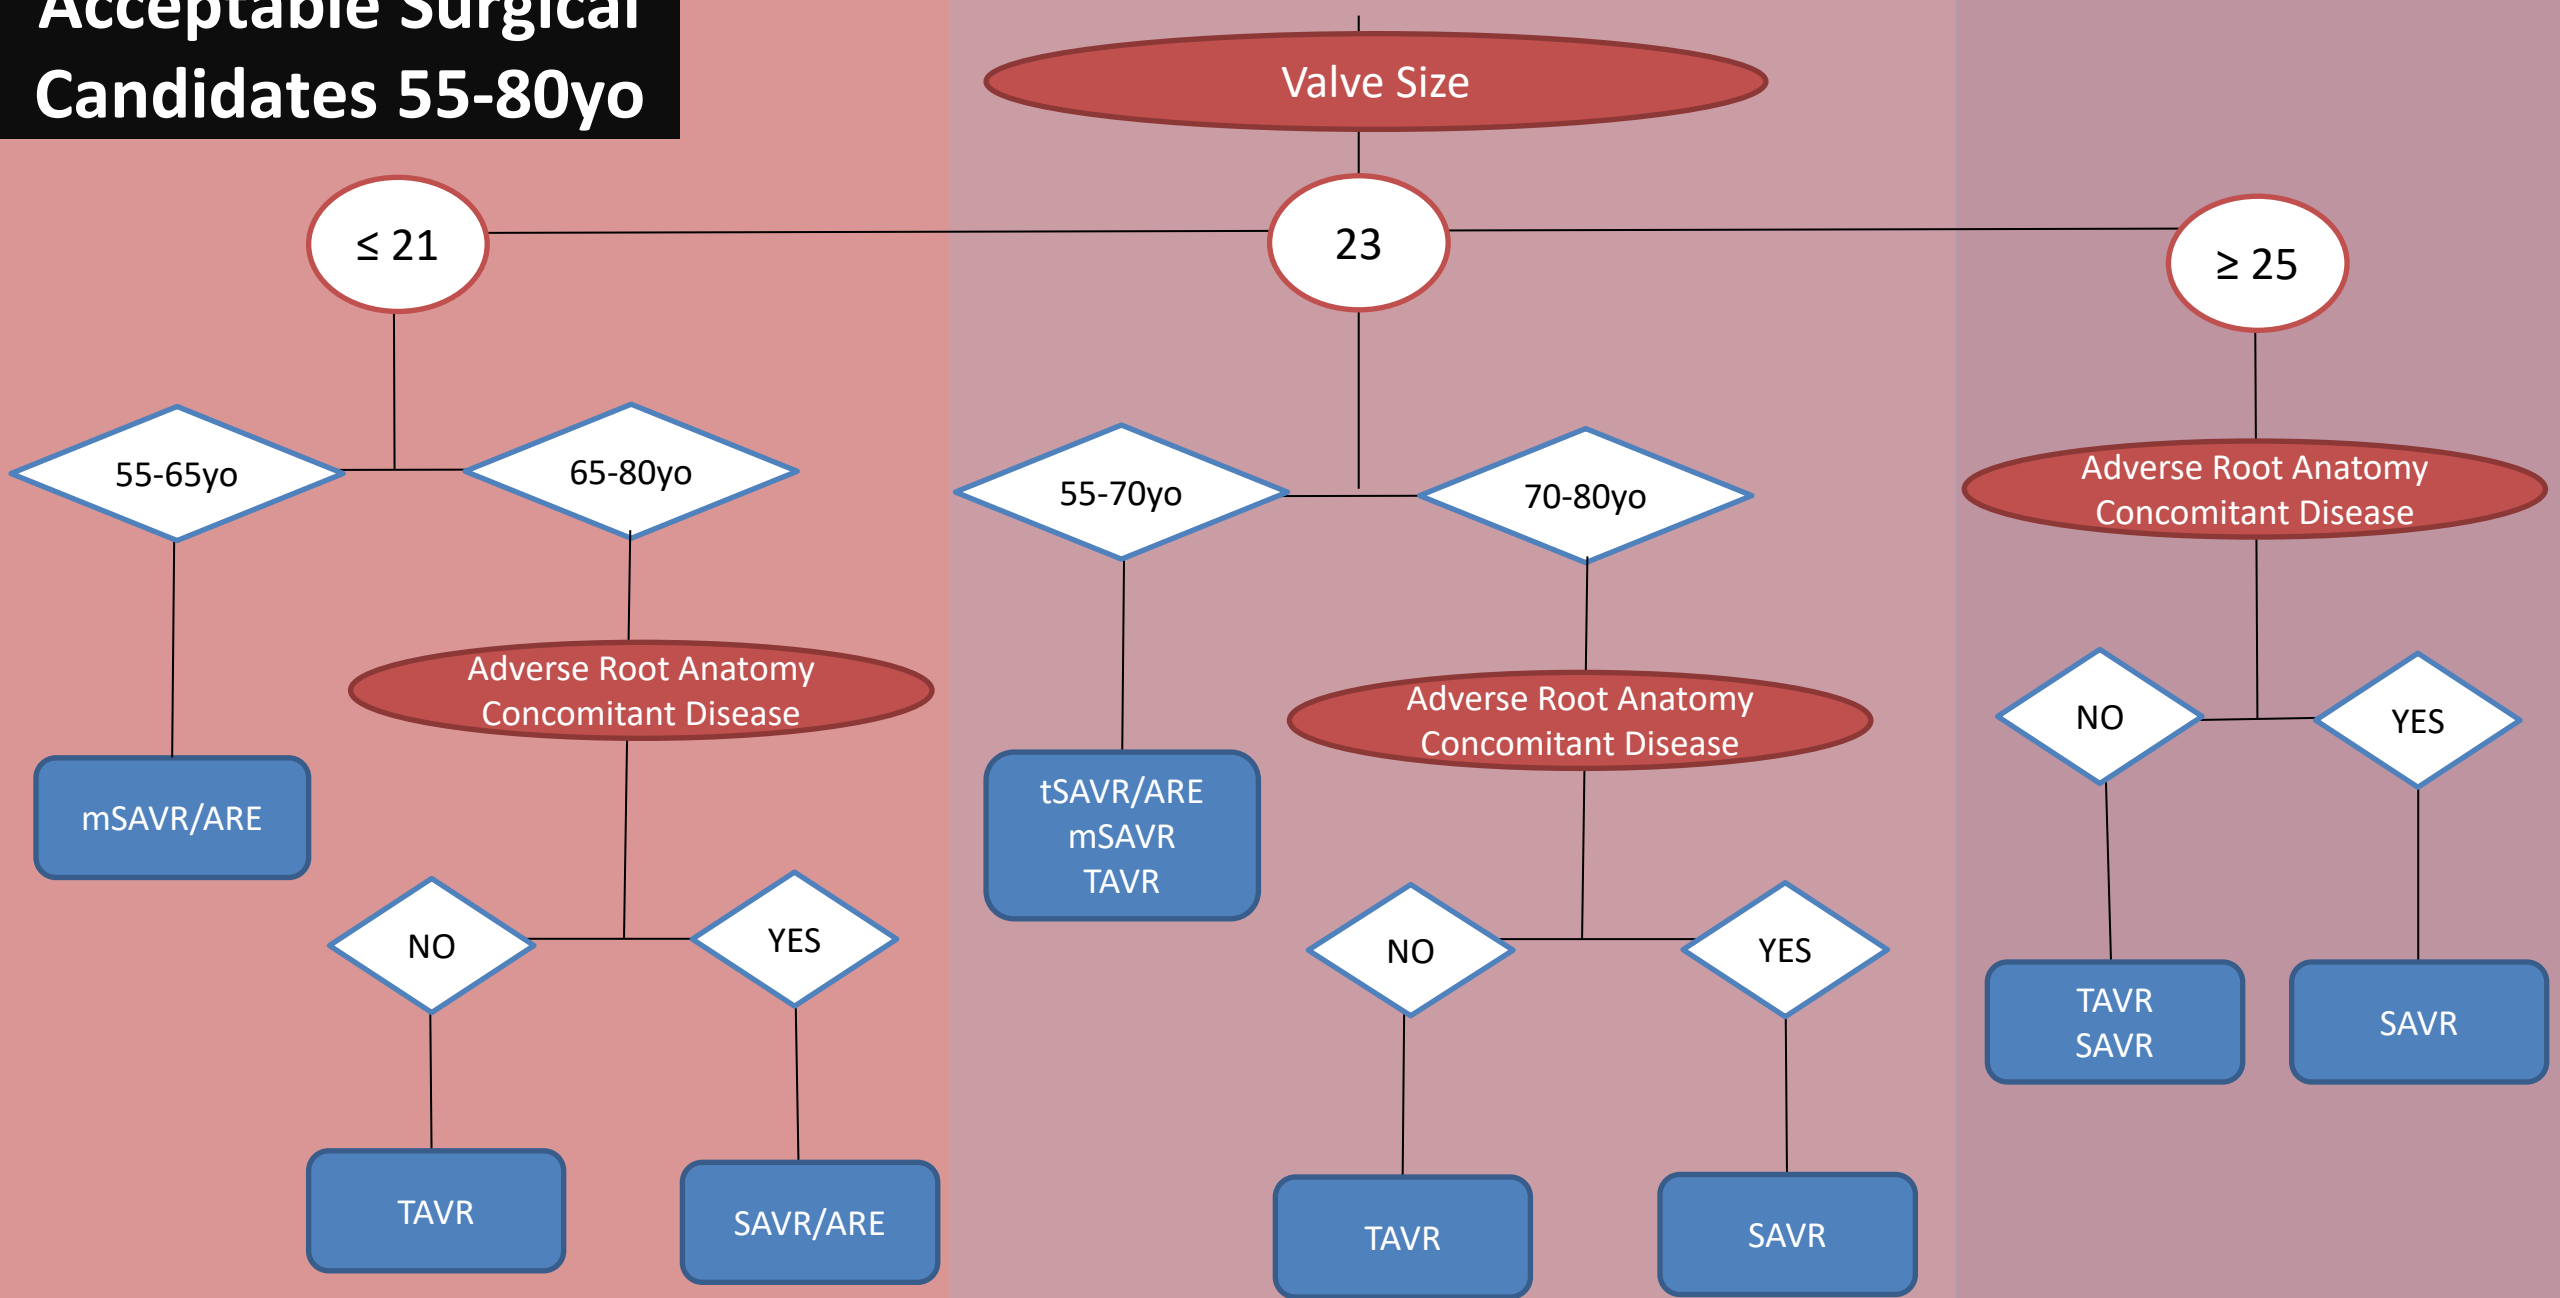 Acceptable Surgical
Candidates 55-80yo
Valve Size
≤ 21
23
≥ 25
55-65yo
65-80yo
55-70yo
70-80yo
Adverse Root Anatomy
Concomitant Disease
Adverse Root Anatomy
Concomitant Disease
Adverse Root Anatomy
Concomitant Disease
NO
YES
mSAVR/ARE
tSAVR/ARE
mSAVR
TAVR
NO
YES
NO
YES
TAVR
SAVR
SAVR
TAVR
SAVR/ARE
TAVR
SAVR